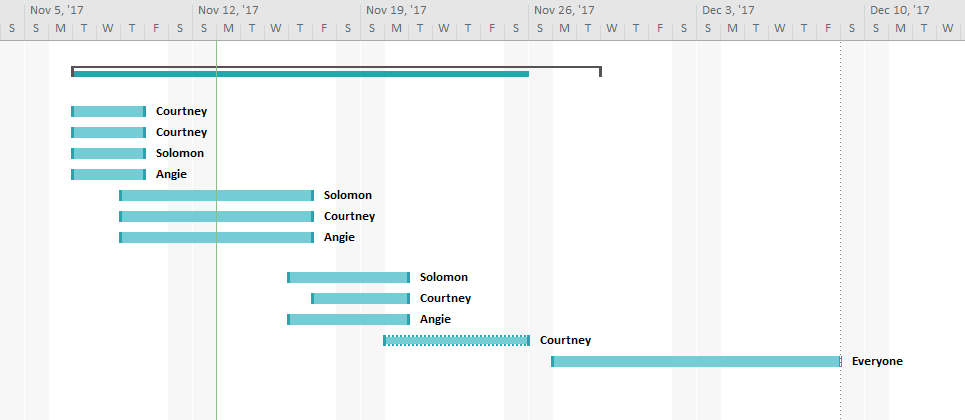 Nov 5, '17 Nov 12, '17 Nov 19, '17 Nov 26, '17 Dec 3, '17 Dec 10, '17
S S M T W T F S S M T W T F S S M T W T F S S M T W T F S S M T W T F S S M T W
Courtney
Courtney
Solomon
Angie
Solomon
Courtney
Angie
Solomon
Courtney
Angie
Courtney
Everyone